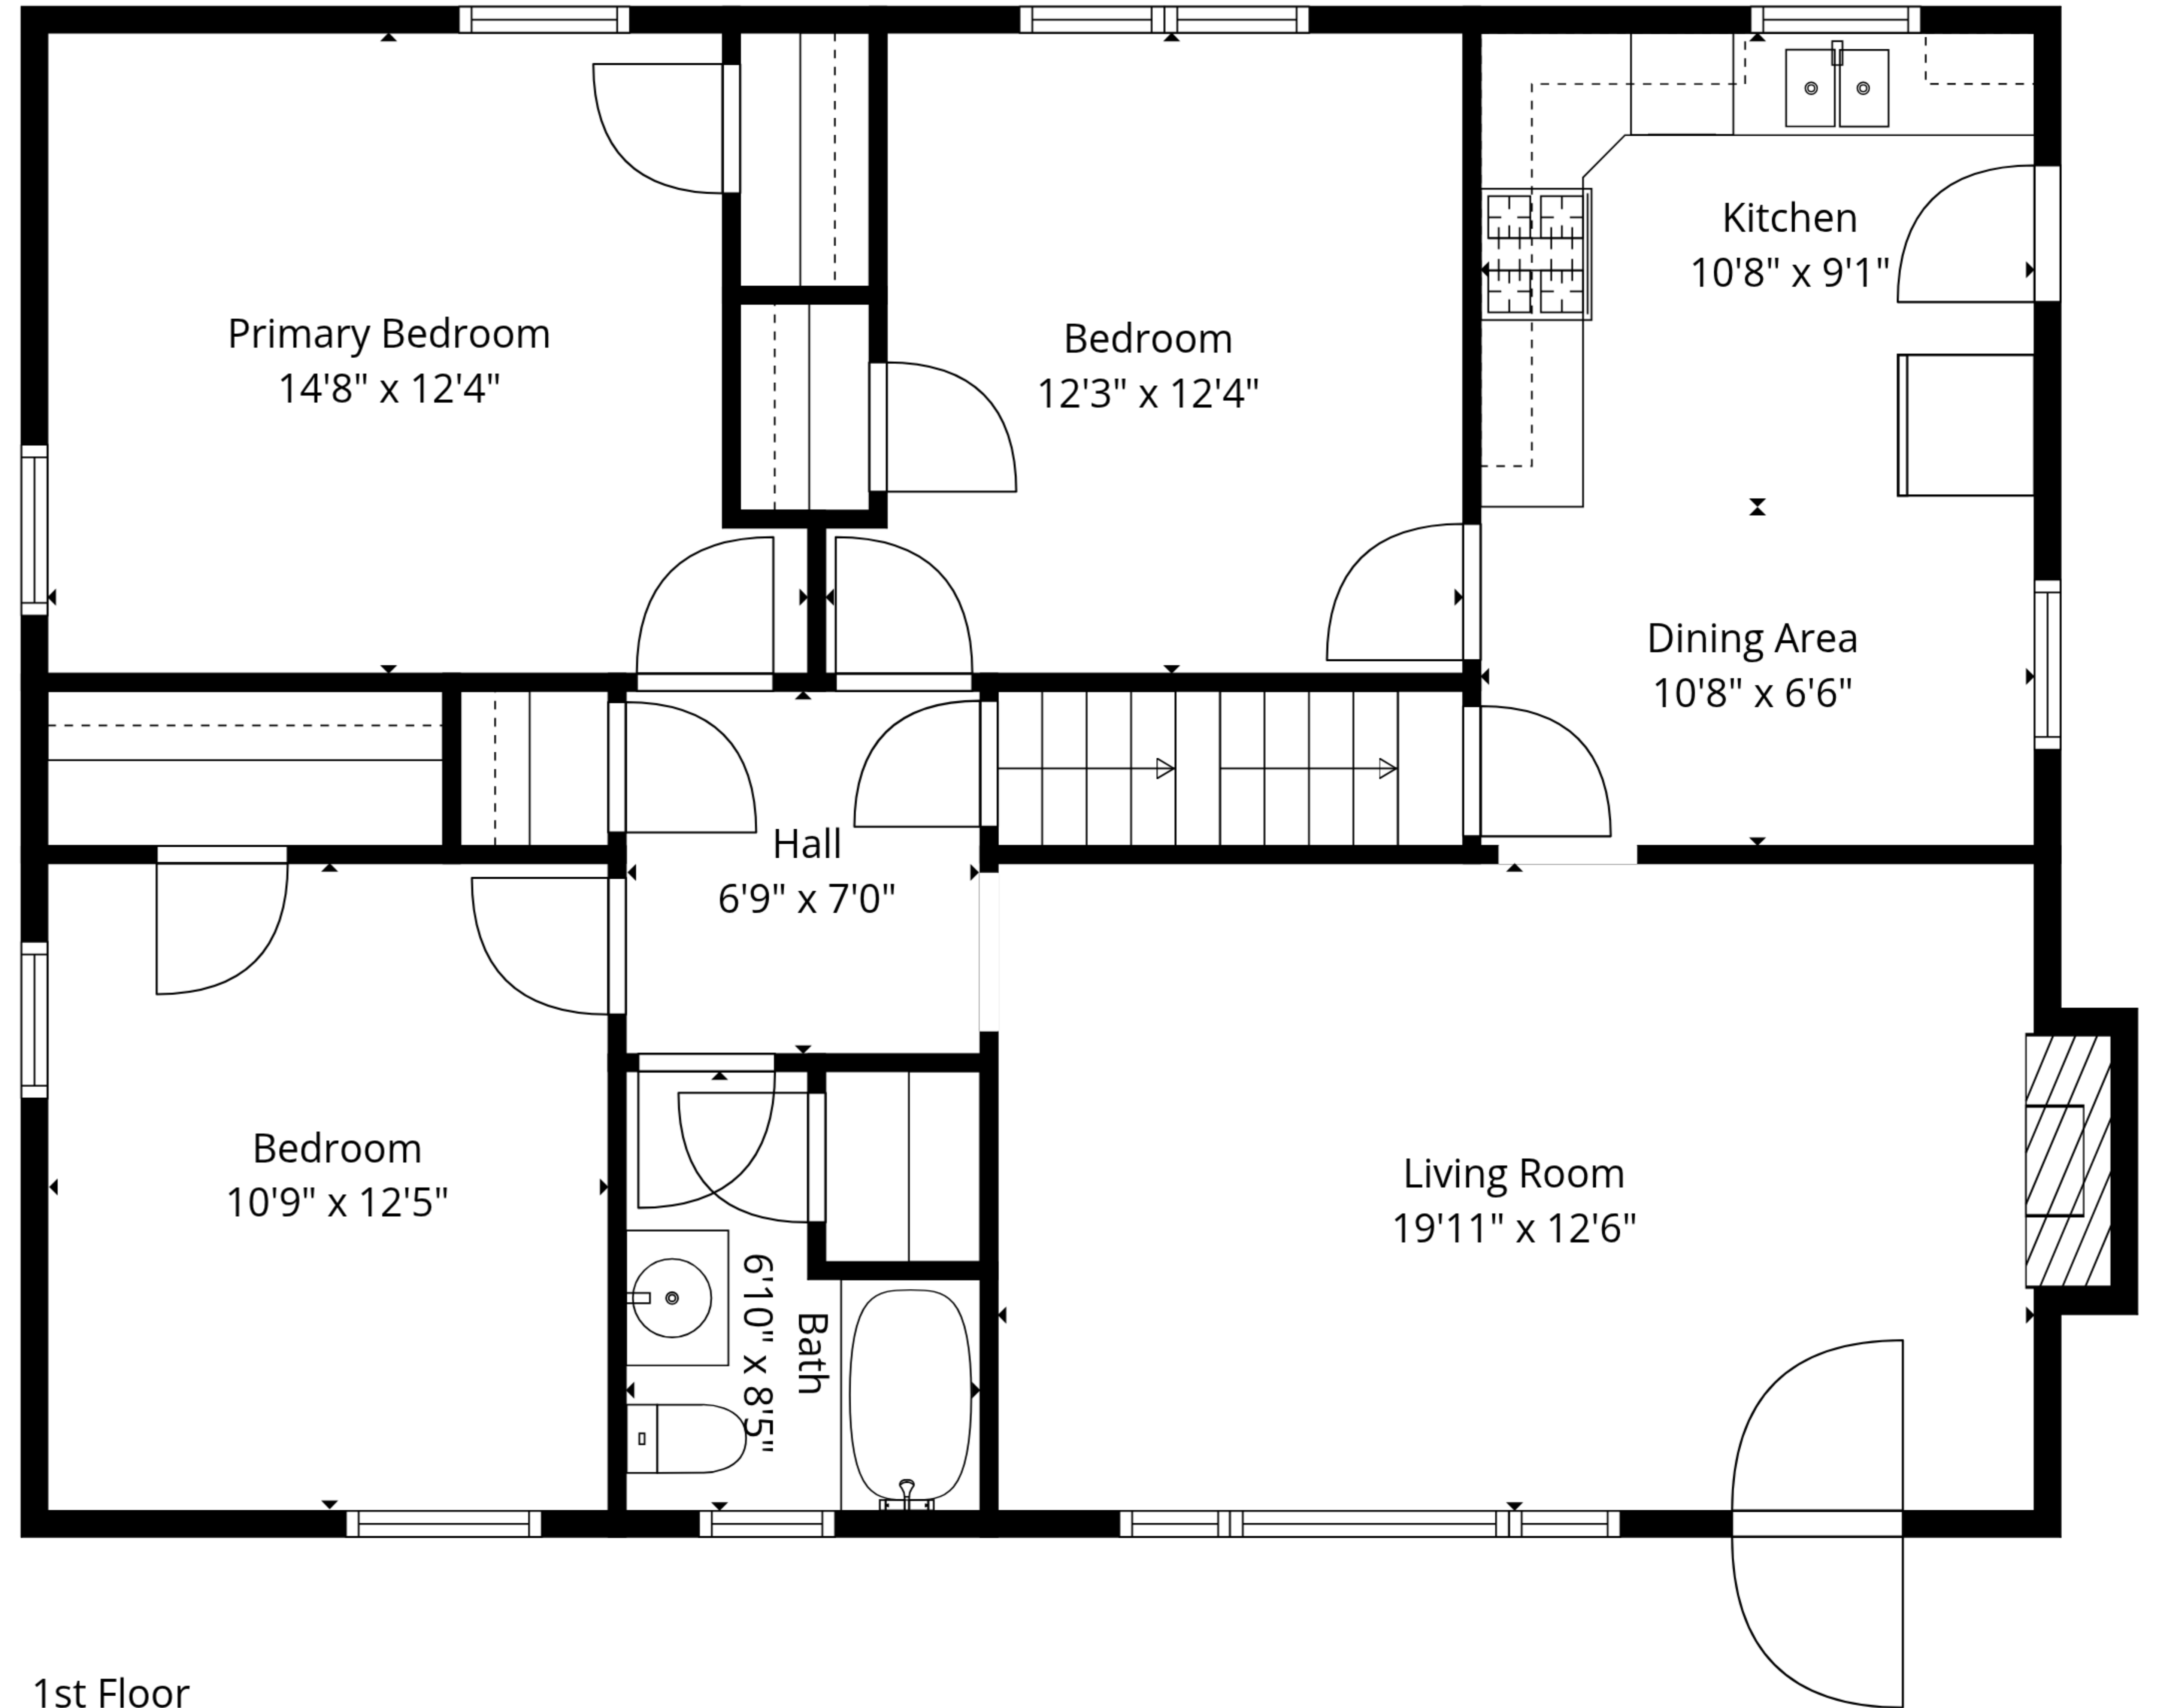 Primary Bedroom
14'8" x 12'4"
Bedroom
12'3" x 12'4"
Kitchen
10'8" x 9'1"
Dining Area
10'8" x 6'6"
Hall
6'9" x 7'0"
Bedroom
10'9" x 12'5"
Bath
6'10" x 8'5"
Living Room
19'11" x 12'6"
1st Floor